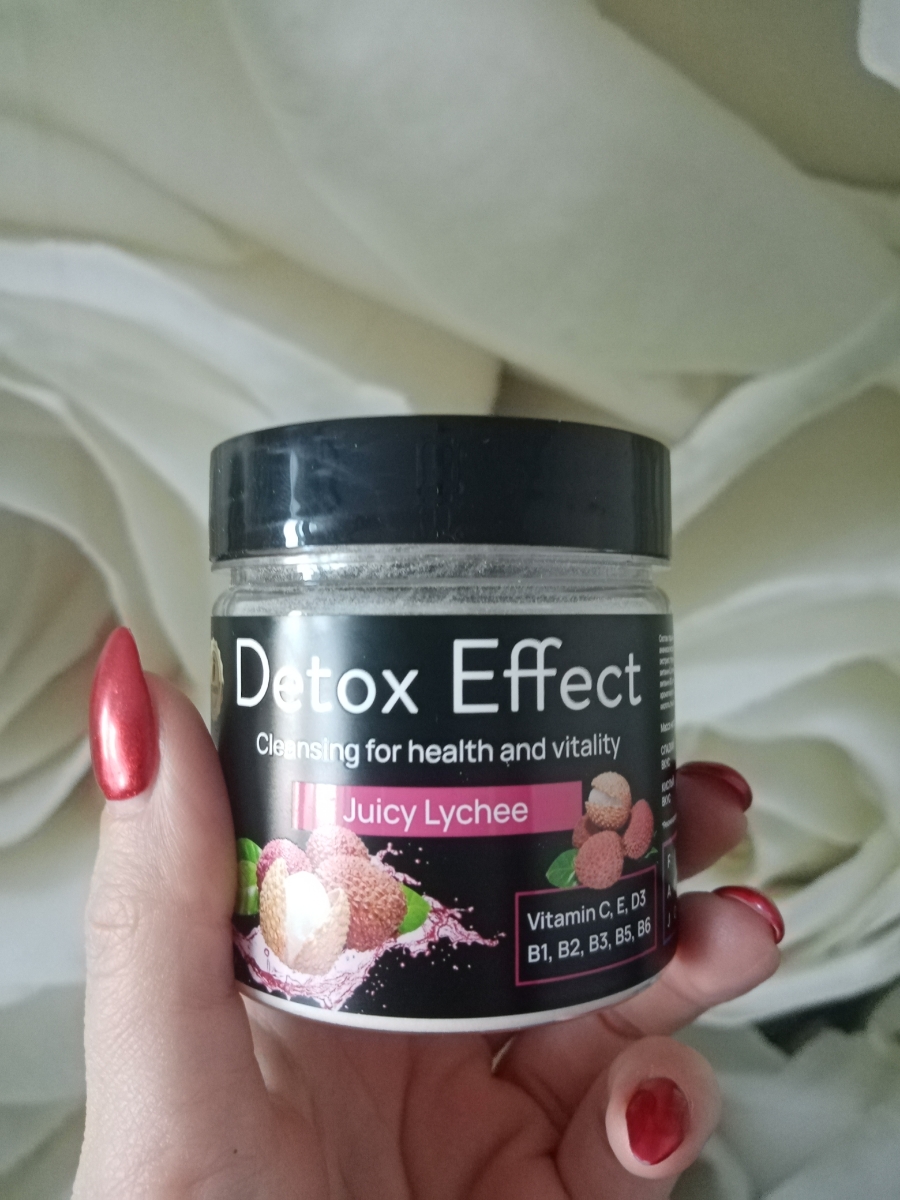 Detox Effect
Cleansing for health and vitality
Juicy Lychee
Vitamin C, E, D3
B1, B2, B3, B5, B6